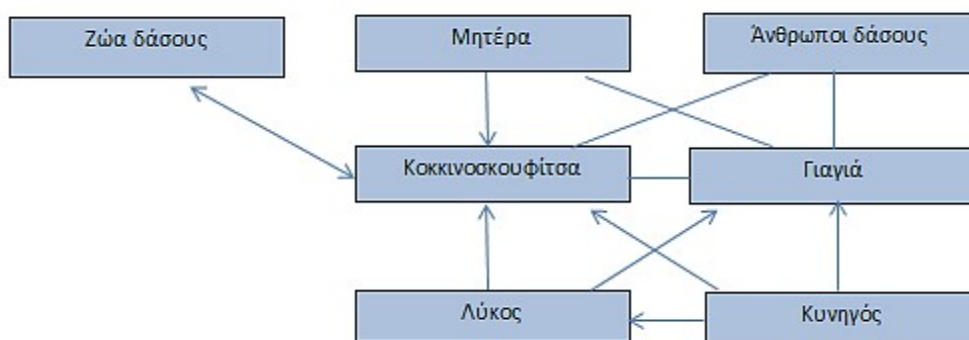 Ζώα δάσους
Μητέρα
Άνθρωποι δάσους
Κοκκινοσκουφίτσα
Γιαγιά
Λύκος
Κυνηγός